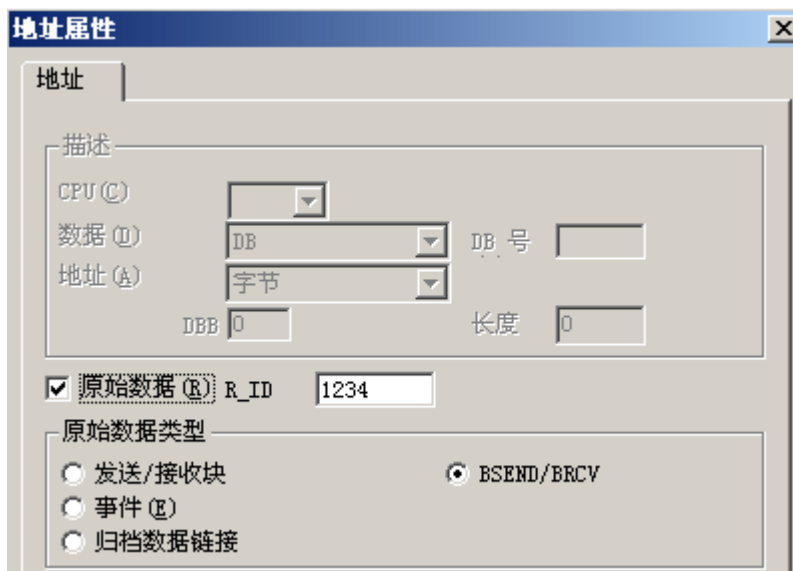 地址属性
地址
描述
CPU(C)
数据(D) DB DB 号
地址(A) 字节
DBB 0 长度 0
原始数据(R) R_ID 1234
原始数据类型
发送/接收块 BSEND/BRCV
事件(E)
归档数据链接